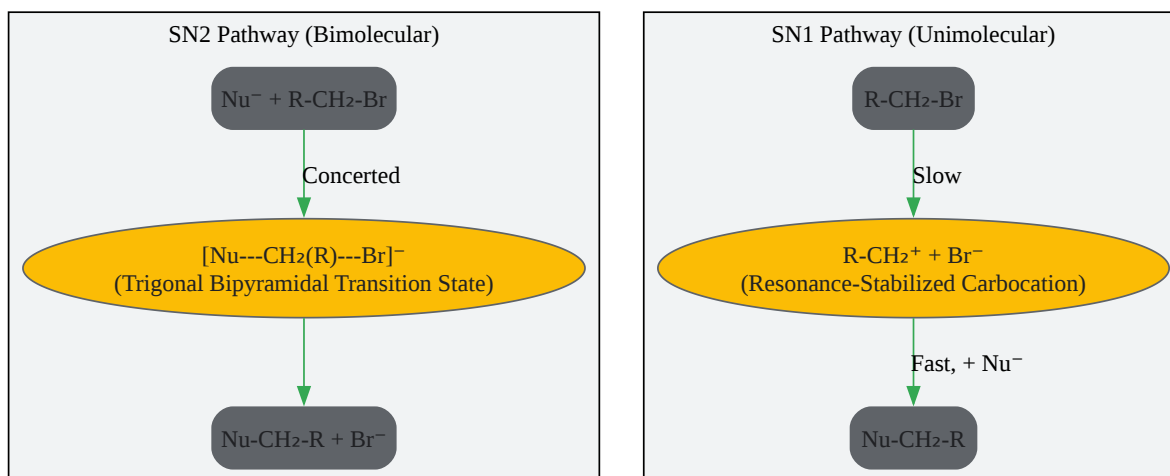 SN2 Pathway (Bimolecular)
Nu⁻ + R-CH₂-Br
Concerted
[Nu---CH₂(R)---Br]⁻
(Trigonal Bipyramidal Transition State)
Nu-CH₂-R + Br⁻
SN1 Pathway (Unimolecular)
R-CH₂-Br
Slow
R-CH₂⁺ + Br⁻
(Resonance-Stabilized Carbocation)
Fast, + Nu⁻
Nu-CH₂-R